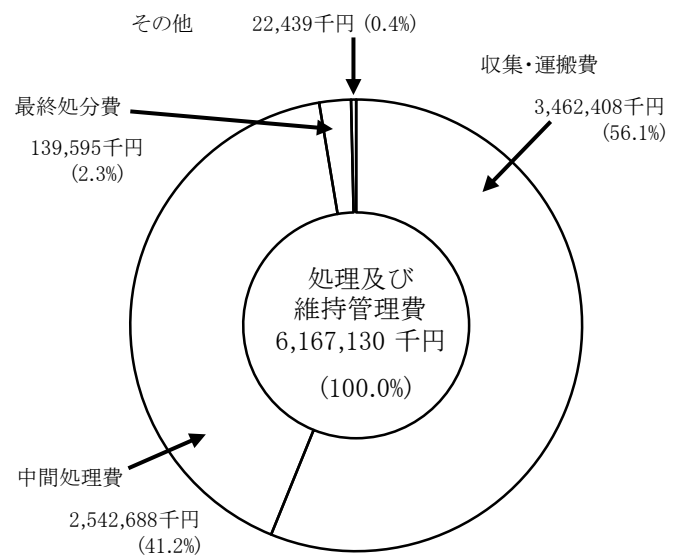 その他 22,439千円 (0.4%)
収集・運搬費
3,462,408千円
(56.1%)
最終処分費
139,595千円
(2.3%)
処理及び
維持管理費
6,167,130 千円
(100.0%)
中間処理費
2,542,688千円
(41.2%)